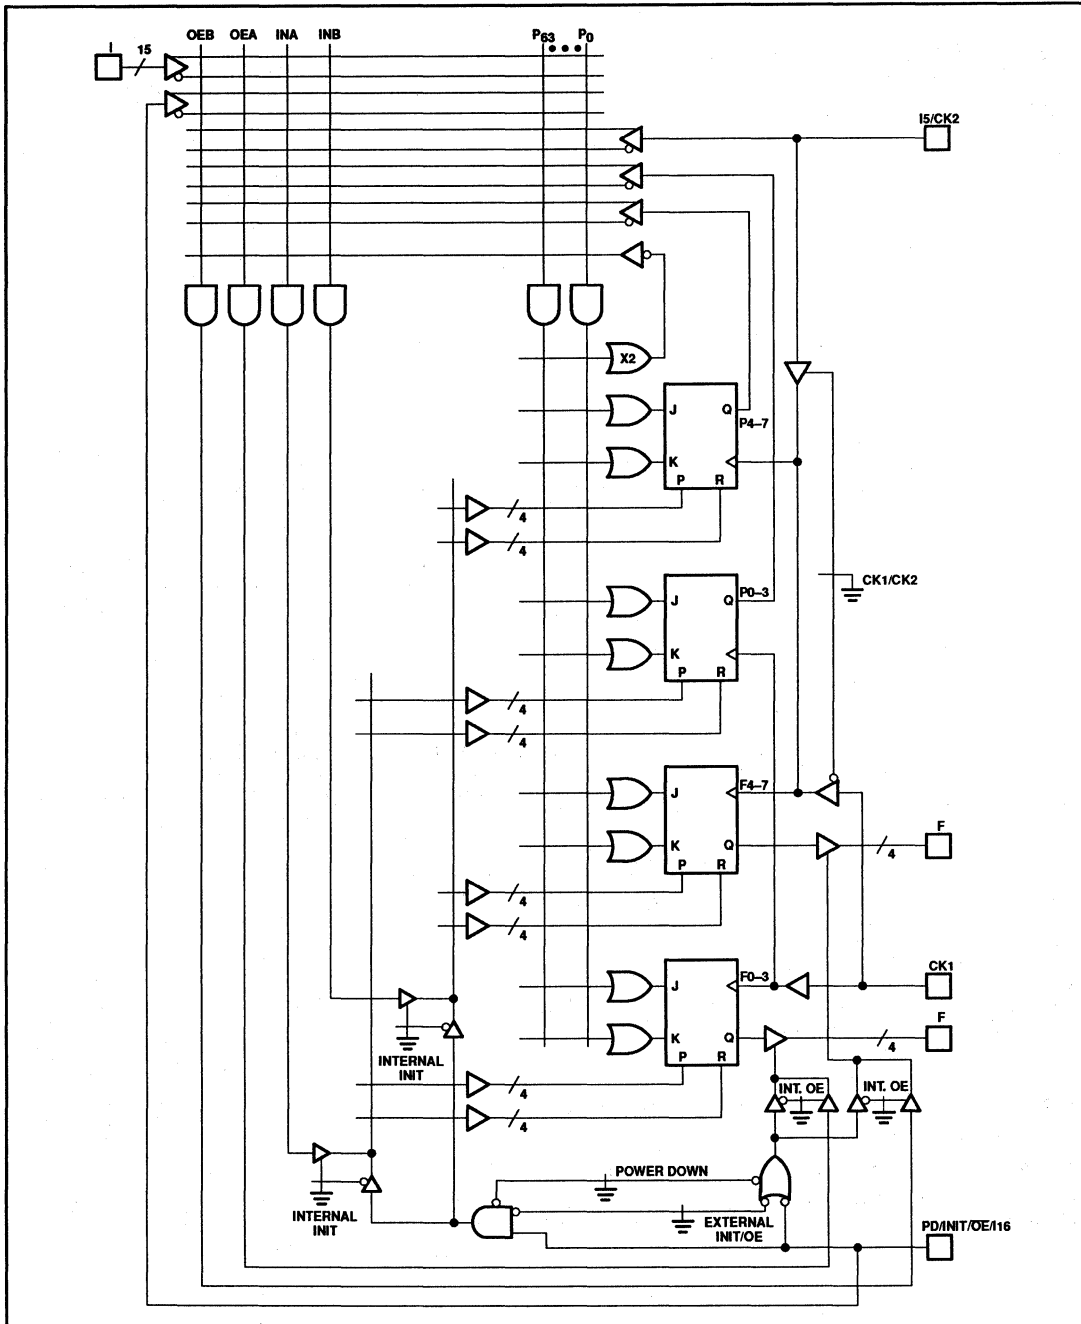 I
15
OEB OEA INA INB
P63 P0
I5/CK2
X2
J Q
P4–7
K
P R
4
4
CK1/CK2
J Q P0–3
K
P R
4
4
J F4–7
F
K Q
4
P R
4
4
CK1
J F0–3
F
K Q
4
P R
INTERNAL
INIT
INT. OE INT. OE
4
4
POWER DOWN
INTERNAL
INIT
EXTERNAL
INIT/OE
PD/INIT/O̅E̅/I16